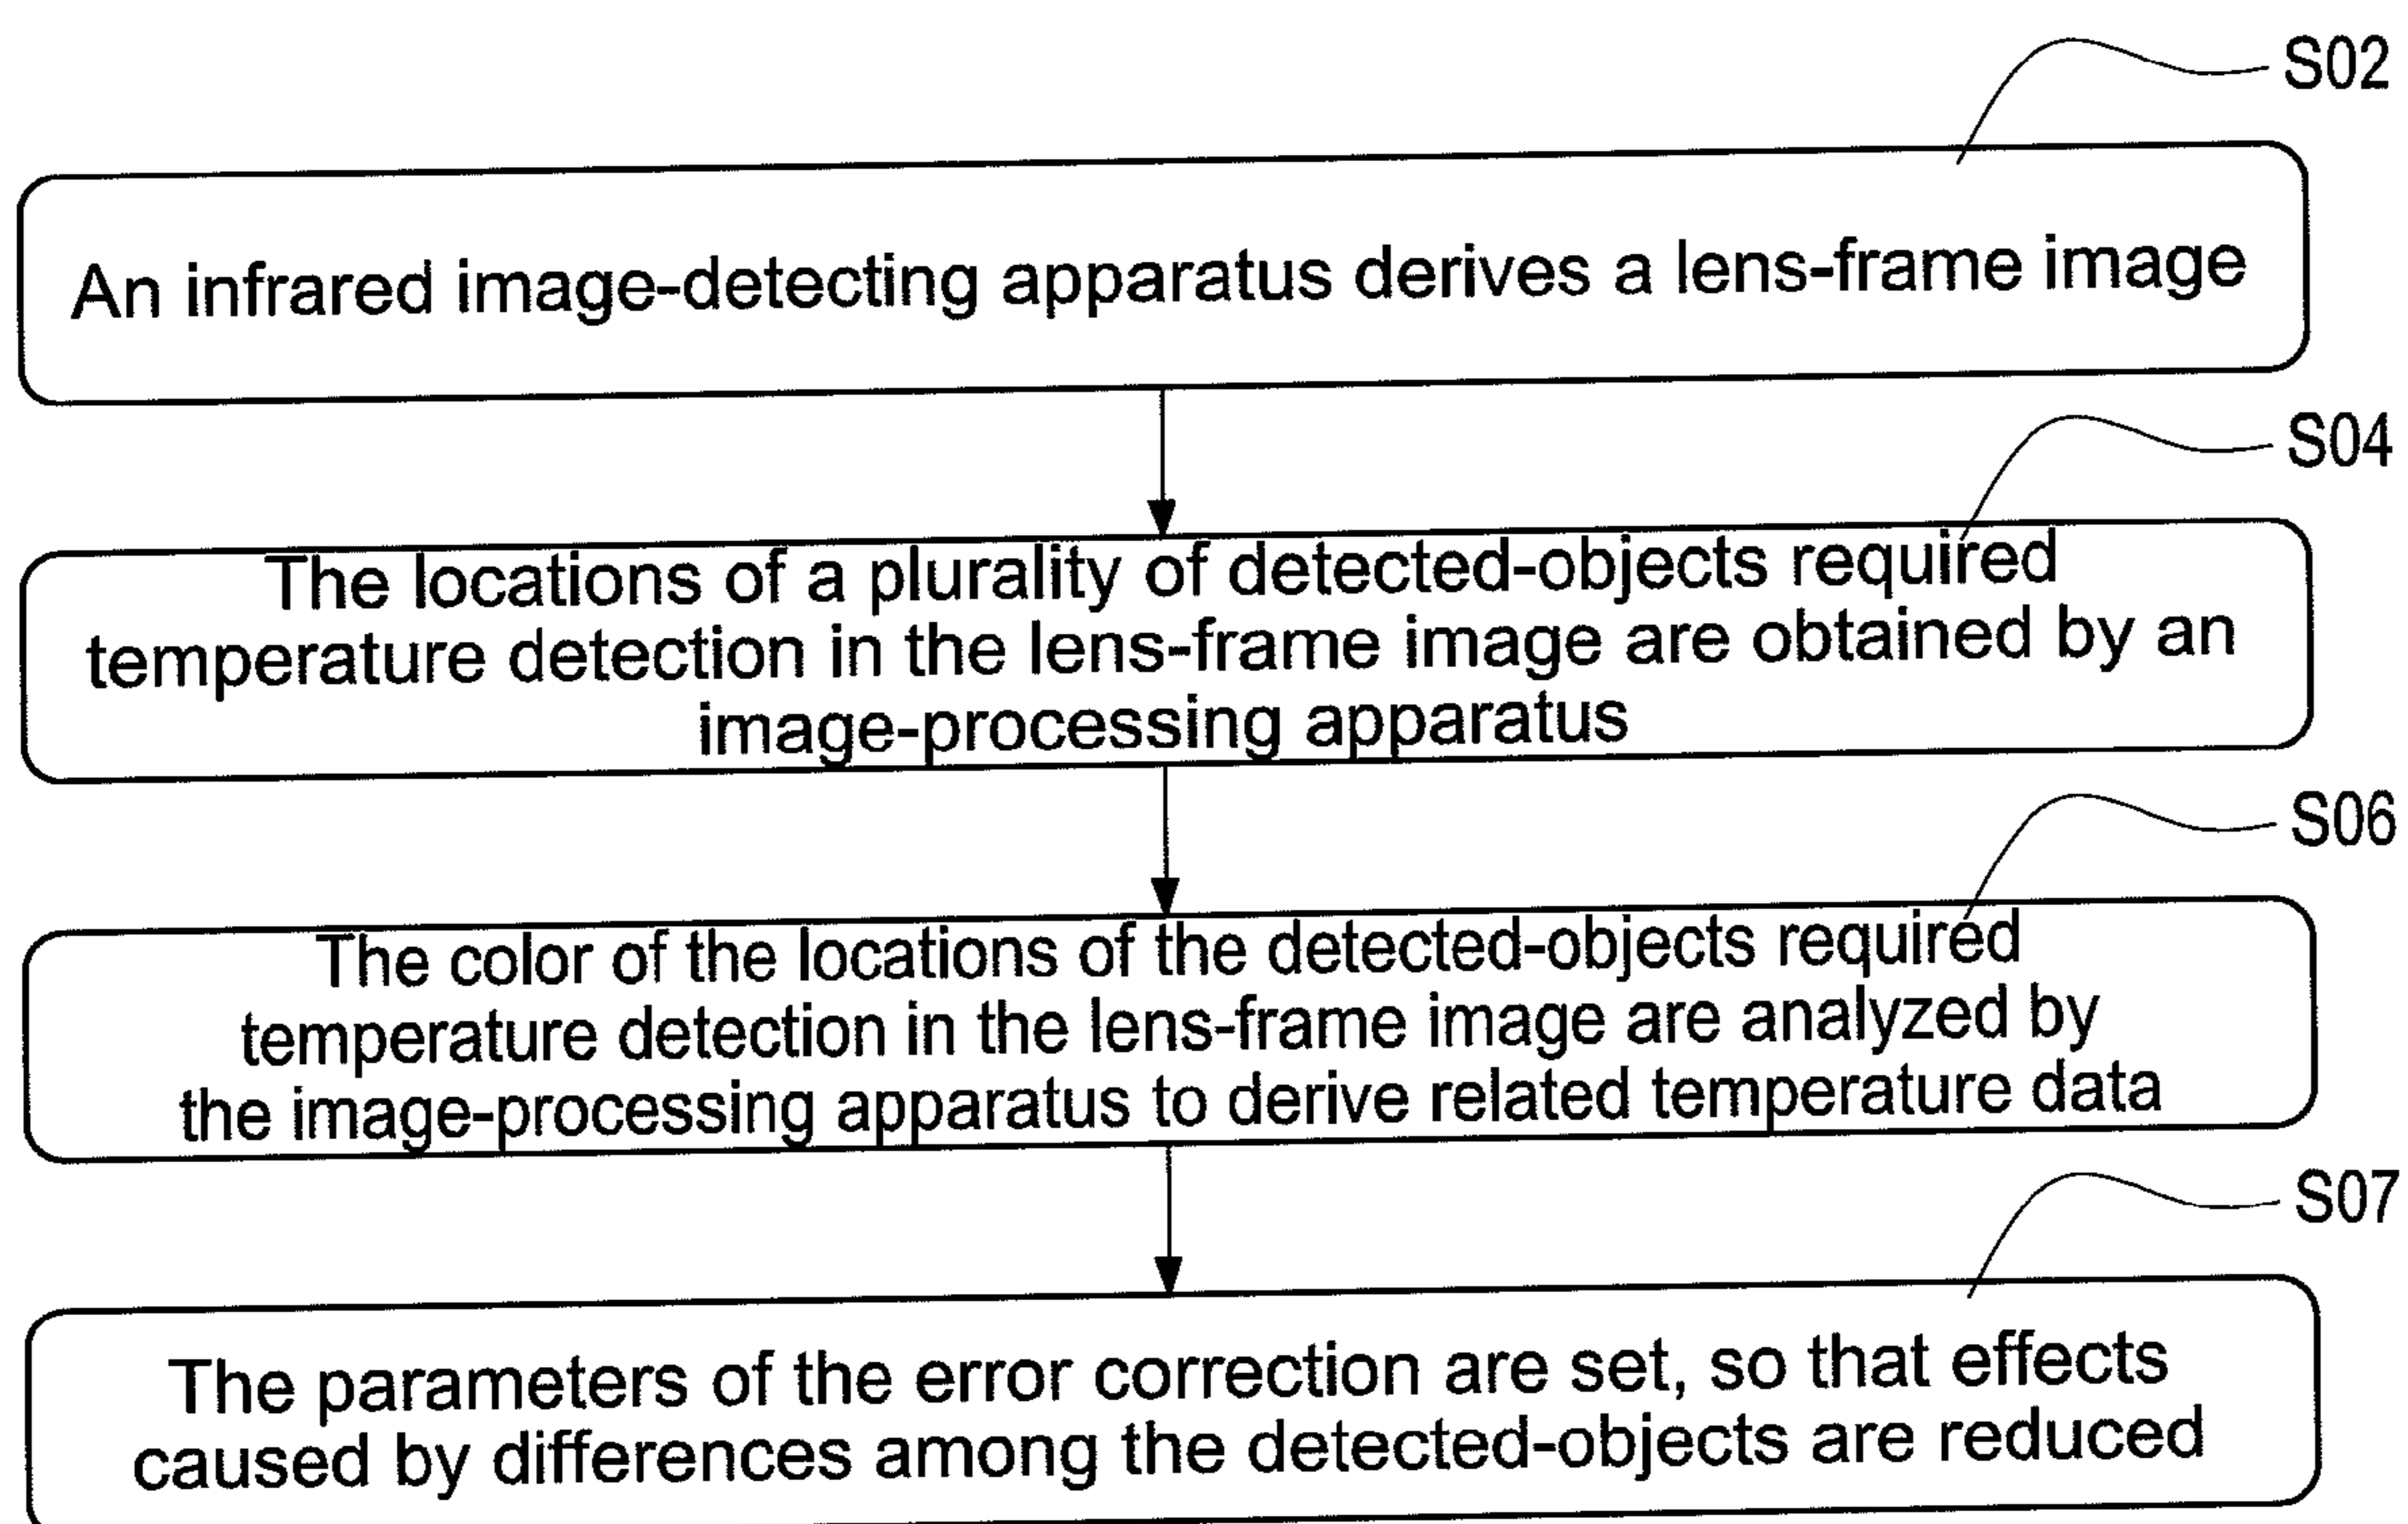 S02
An infrared image-detecting apparatus derives a lens-frame image
S04
The locations of a plurality of detected-objects required
temperature detection in the lens-frame image are obtained by an
image-processing apparatus
S06
The color of the locations of the detected-objects required
temperature detection in the lens-frame image are analyzed by
the image-processing apparatus to derive related temperature data
S07
The parameters of the error correction are set, so that effects
caused by differences among the detected-objects are reduced